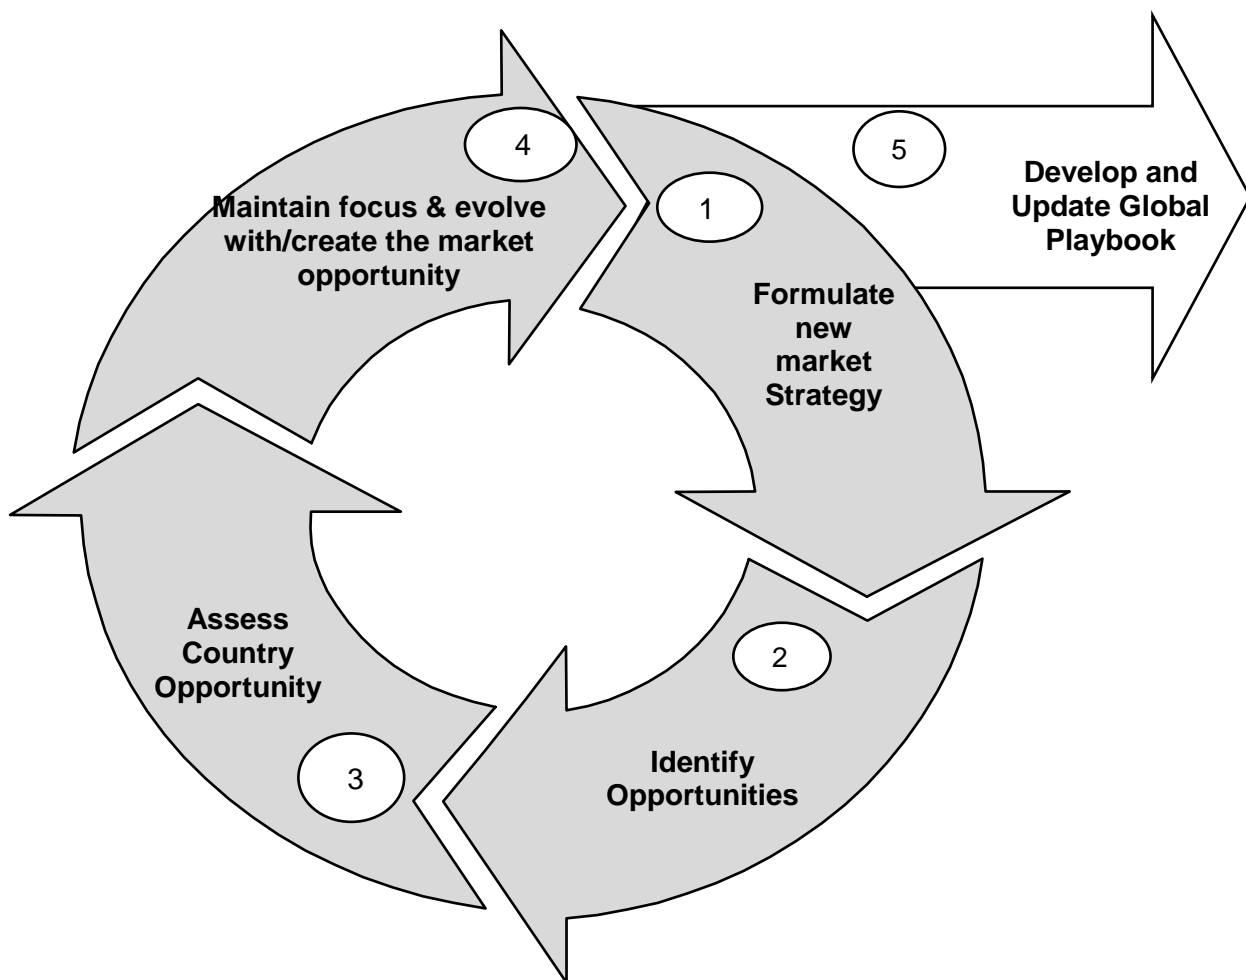 4
Maintain focus & evolve
with/create the market
opportunity
1
Formulate
new
market
Strategy
5
Develop and
Update Global
Playbook
2
Identify
Opportunities
Assess
Country
Opportunity
3